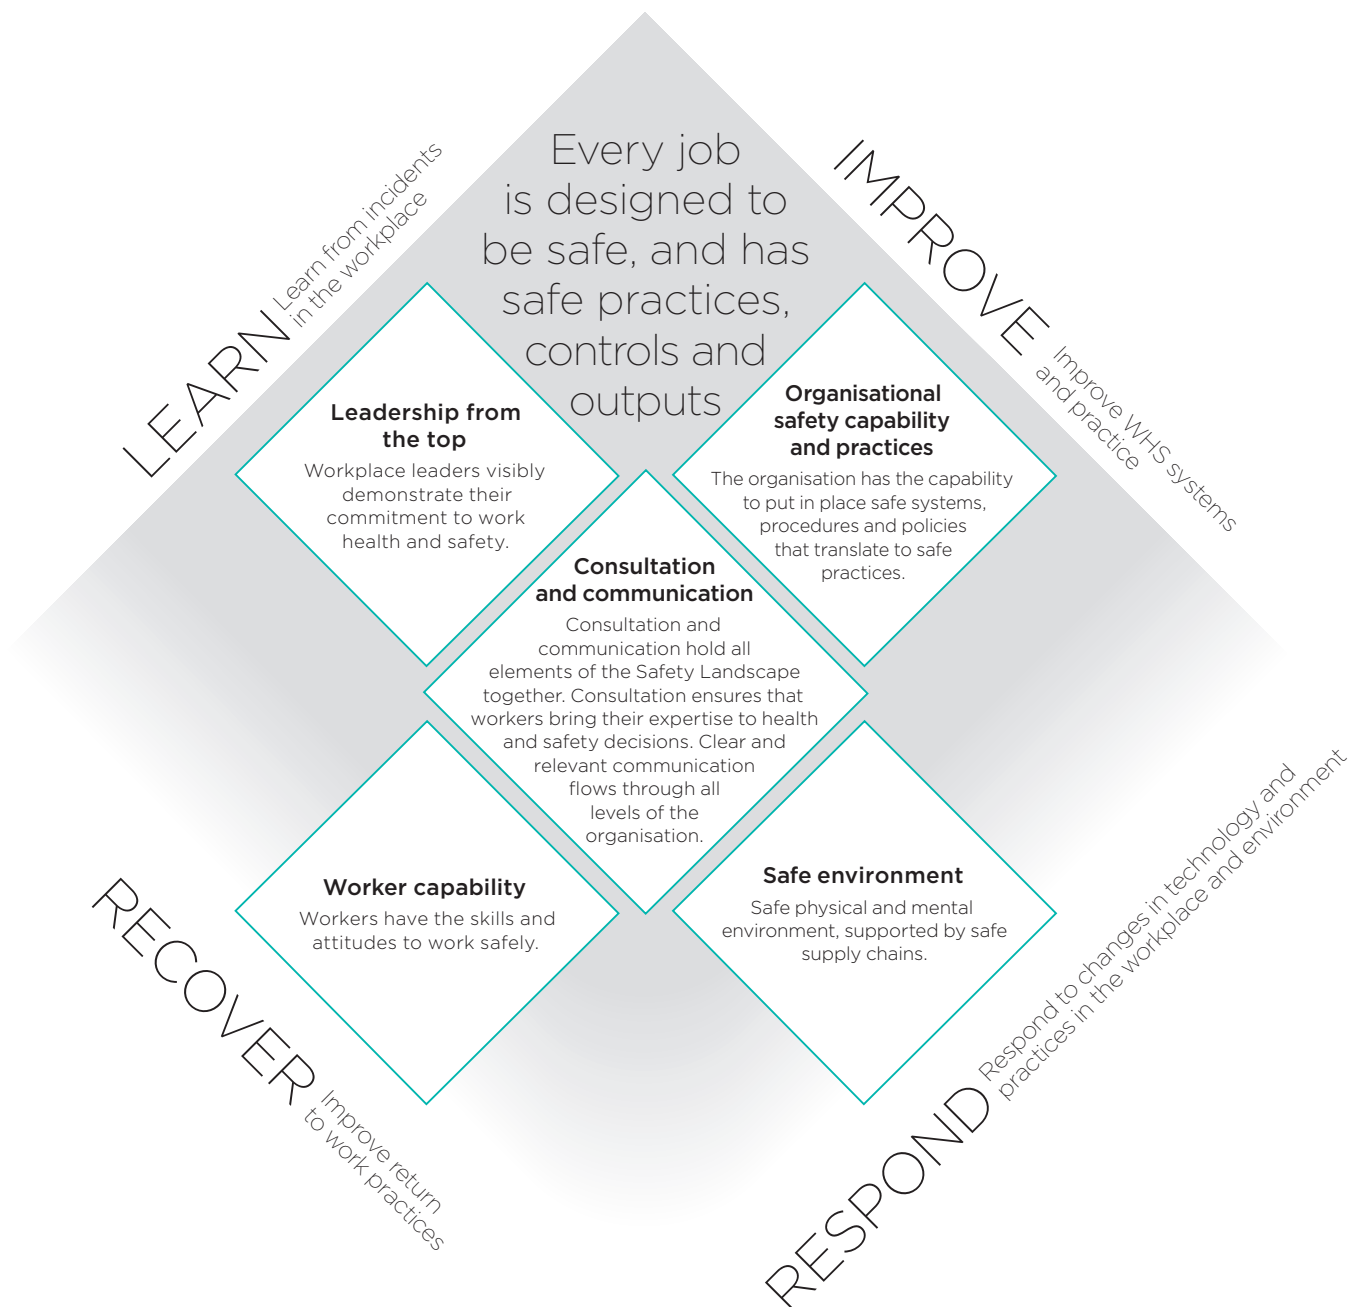 Every job
is designed to
be safe, and has
safe practices,
controls and
outputs
LEARN
Learn from incidents
in the workplace
IMPROVE
Improve WHS systems
and practice
Leadership from
the top
Workplace leaders visibly
demonstrate their
commitment to work
health and safety.
Organisational
safety capability
and practices
The organisation has the capability
to put in place safe systems,
procedures and policies
that translate to safe
practices.
Consultation
and communication
Consultation and
communication hold all
elements of the Safety Landscape
together. Consultation ensures that
workers bring their expertise to health
and safety decisions. Clear and
relevant communication
flows through all
levels of the
organisation.
Worker capability
Workers have the skills and
attitudes to work safely.
Safe environment
Safe physical and mental
environment, supported by safe
supply chains.
RECOVER
Improve return
to work practices
RESPOND
Respond to changes in technology and
practices in the workplace and environment